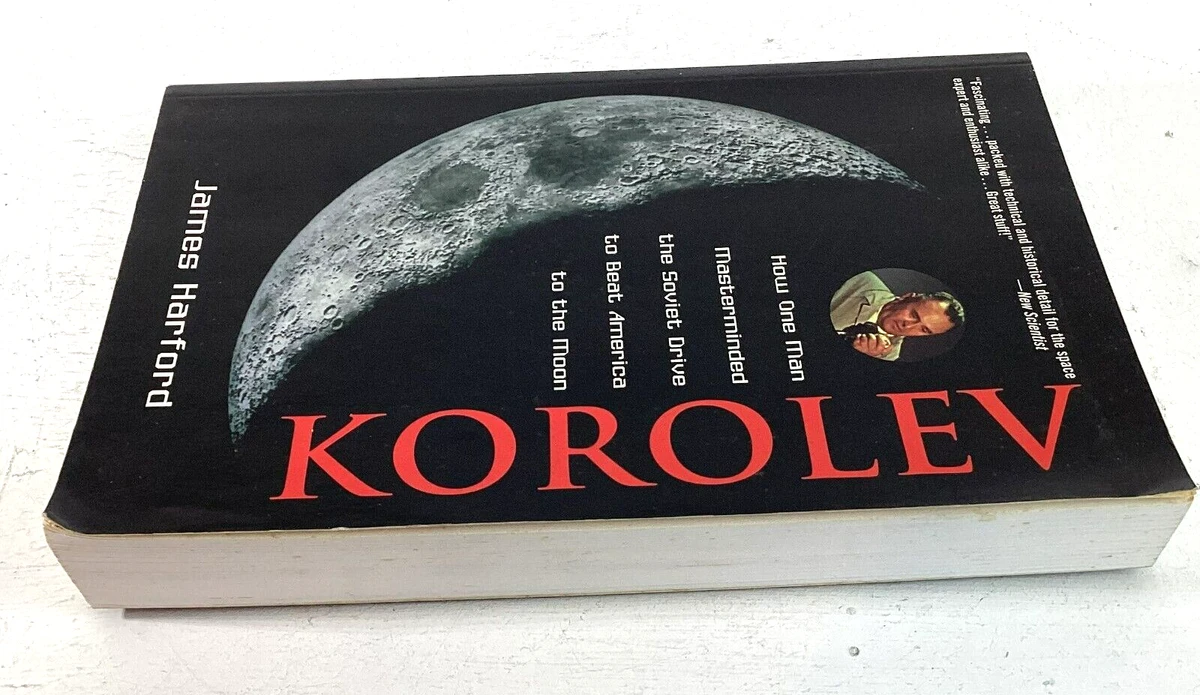 "Fascinating . . . packed with technical and historical detail for the space
expert and enthusiast alike . . . Great stuff!"
—New Scientist
KOROLEV
How One Man
Masterminded
the Soviet Drive
to Beat America
to the Moon
James Harford